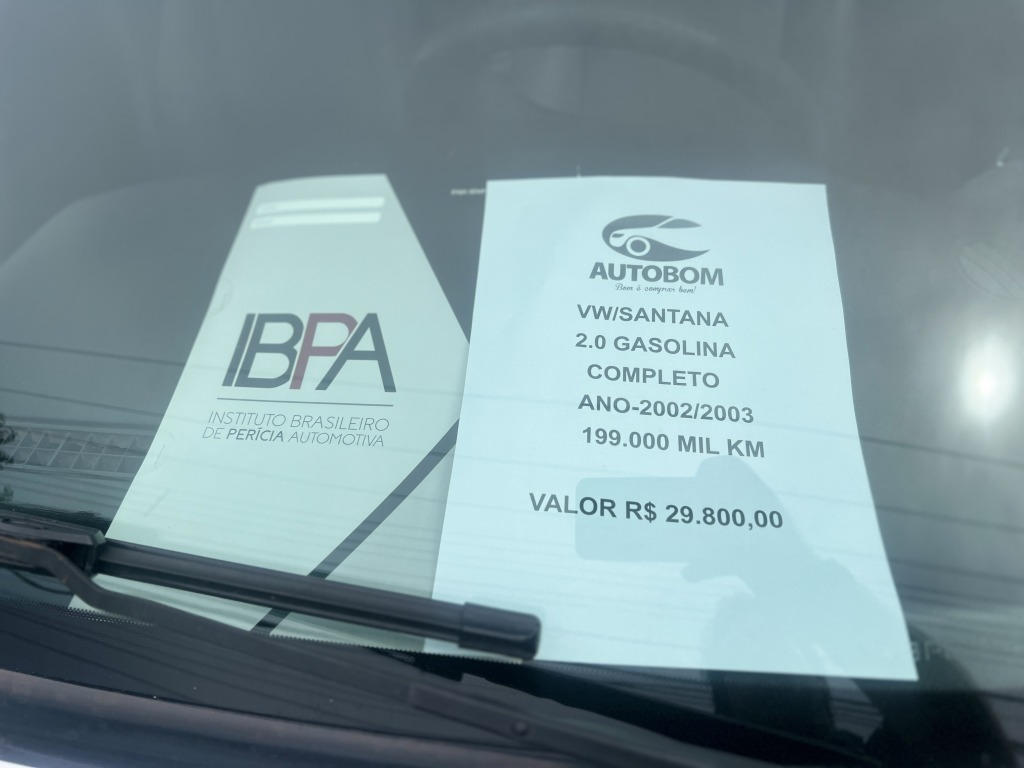 IBPA
INSTITUTO BRASILEIRO
DE PERÍCIA AUTOMOTIVA
AUTOBOM
Bom é comprar bem!
VW/SANTANA
2.0 GASOLINA
COMPLETO
ANO-2002/2003
199.000 MIL KM
VALOR R$ 29.800,00